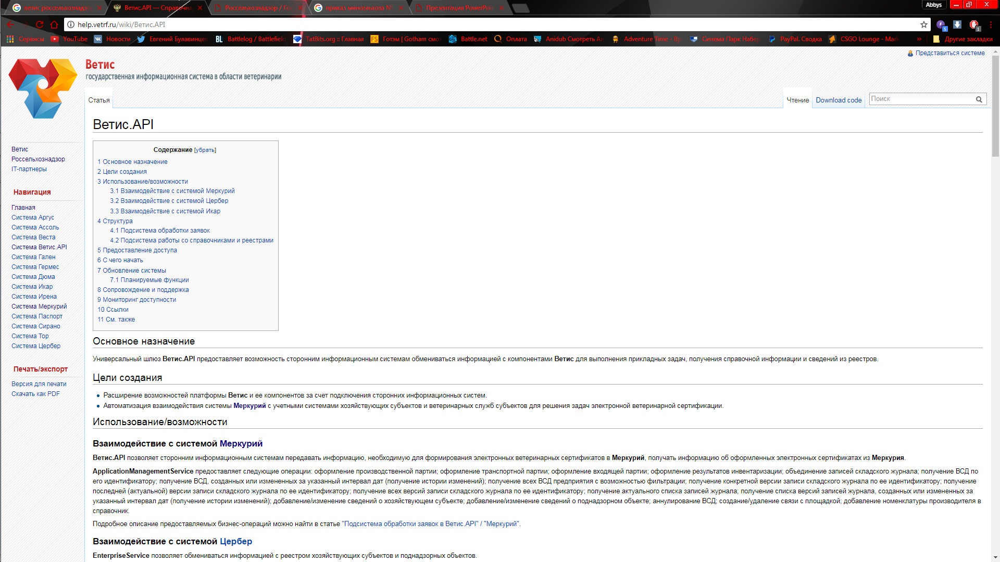 ветис россельхознадзор
Ветис.API — Справочна
Россельхознадзор / Го
приказ минсельхоза N
Презентация PowerPoin
Abbys
help.vetrf.ru/wiki/Ветис.API
Сервисы
YouTube
Новости
Евгений Булавинцев
Battlelog / Battlefield
TatBits.org :: Главная
Готэм | Gotham смо
Battle.net
Оплата
Anidub Смотреть Ан
Adventure Time - Вр
Синема Парк Набер
PayPal. Сводка
CSGO Lounge - Mark
»
Другие закладки
Представиться системе
Ветис
государственная информационная система в области ветеринарии
Статья
Чтение
Download code
Поиск
Ветис.API
Содержание [убрать]
1 Основное назначение
2 Цели создания
3 Использование/возможности
3.1 Взаимодействие с системой Меркурий
3.2 Взаимодействие с системой Цербер
3.3 Взаимодействие с системой Икар
4 Структура
4.1 Подсистема обработки заявок
4.2 Подсистема работы со справочниками и реестрами
5 Предоставление доступа
6 С чего начать
7 Обновление системы
7.1 Планируемые функции
8 Сопровождение и поддержка
9 Мониторинг доступности
10 Ссылки
11 См. также
Ветис
Россельхознадзор
IT-партнеры
Навигация
Главная
Система Аргус
Система Ассоль
Система Веста
Система Ветис.API
Система Гален
Система Гермес
Система Дюма
Система Икар
Система Ирена
Система Меркурий
Система Паспорт
Система Сирано
Система Тор
Система Цербер
Печать/экспорт
Версия для печати
Скачать как PDF
Основное назначение
Универсальный шлюз Ветис.API предоставляет возможность сторонним информационным системам обмениваться информацией с компонентами Ветис для выполнения прикладных задач, получения справочной информации и сведений из реестров.
Цели создания
Расширение возможностей платформы Ветис и ее компонентов за счет подключения сторонних информационных систем.
Автоматизация взаимодействия системы Меркурий с учетными системами хозяйствующих субъектов и ветеринарных служб субъектов для решения задач электронной ветеринарной сертификации.
Использование/возможности
Взаимодействие с системой Меркурий
Ветис.API позволяет сторонним информационным системам передавать информацию, необходимую для формирования электронных ветеринарных сертификатов в Меркурий, получать информацию об оформленных электронных сертификатах из Меркурия.
ApplicationManagementService предоставляет следующие операции: оформление производственной партии; оформление транспортной партии; оформление входящей партии; оформление результатов инвентаризации; объединение записей складского журнала; получение ВСД по
его идентификатору; получение ВСД, созданных или измененных за указанный интервал дат (получение истории изменений); получение всех ВСД предприятия с возможностью фильтрации; получение конкретной версии записи складского журнала по ее идентификатору; получение
последней (актуальной) версии записи складского журнала по ее идентификатору; получение всех версий записи складского журнала по ее идентификатору; получение актуального списка записей журнала; получение списка версий записей журнала, созданных или измененных за
указанный интервал дат (получение истории изменений); добавление/изменение сведений о хозяйствующем субъекте; добавление/изменение сведений о поднадзорном объекте; аннулирование ВСД; создание/удаление связи с площадкой; добавление номенклатуры производителя в
справочник.
Подробное описание предоставляемых бизнес-операций можно найти в статье "Подсистема обработки заявок в Ветис.API" / "Меркурий".
Взаимодействие с системой Цербер
EnterpriseService позволяет обмениваться информацией с реестром хозяйствующих субъектов и поднадзорных объектов.